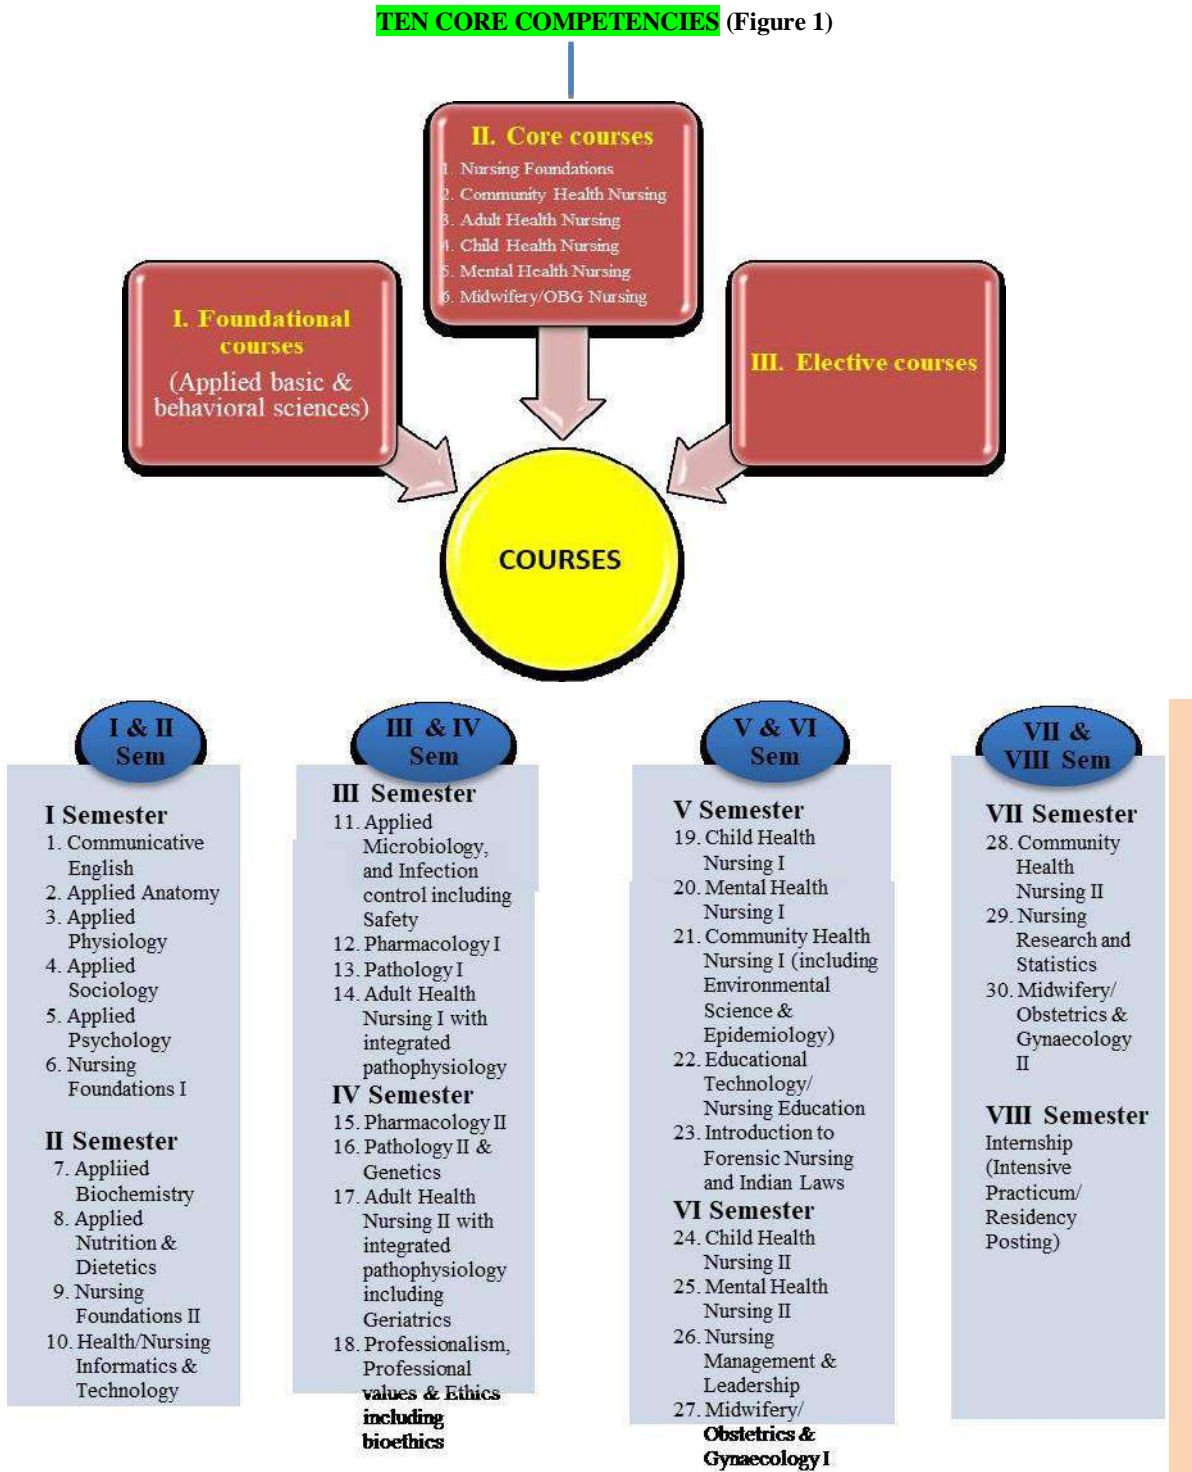 TEN CORE COMPETENCIES (Figure 1)
II. Core courses
1. Nursing Foundations
2. Community Health Nursing
3. Adult Health Nursing
4. Child Health Nursing
5. Mental Health Nursing
6. Midwifery/OBG Nursing
I. Foundational
courses
(Applied basic &
behavioral sciences)
III. Elective courses
COURSES
I & II
Sem
I Semester
1. Communicative
English
2. Applied Anatomy
3. Applied
Physiology
4. Applied
Sociology
5. Applied
Psychology
6. Nursing
Foundations I
II Semester
7. Appliied
Biochemistry
8. Applied
Nutrition &
Dietetics
9. Nursing
Foundations II
10. Health/Nursing
Informatics &
Technology
III & IV
Sem
III Semester
11. Applied
Microbiology,
and Infection
control including
Safety
12. Pharmacology I
13. Pathology I
14. Adult Health
Nursing I with
integrated
pathophysiology
IV Semester
15. Pharmacology II
16. Pathology II &
Genetics
17. Adult Health
Nursing II with
integrated
pathophysiology
including
Geriatrics
18. Professionalism,
Professional
values & Ethics
including
bioethics
V & VI
Sem
V Semester
19. Child Health
Nursing I
20. Mental Health
Nursing I
21. Community Health
Nursing I (including
Environmental
Science &
Epidemiology)
22. Educational
Technology/
Nursing Education
23. Introduction to
Forensic Nursing
and Indian Laws
VI Semester
24. Child Health
Nursing II
25. Mental Health
Nursing II
26. Nursing
Management &
Leadership
27. Midwifery/
Obstetrics &
Gynaecology I
VII &
VIII Sem
VII Semester
28. Community
Health
Nursing II
29. Nursing
Research and
Statistics
30. Midwifery/
Obstetrics &
Gynaecology
II
VIII Semester
Internship
(Intensive
Practicum/
Residency
Posting)